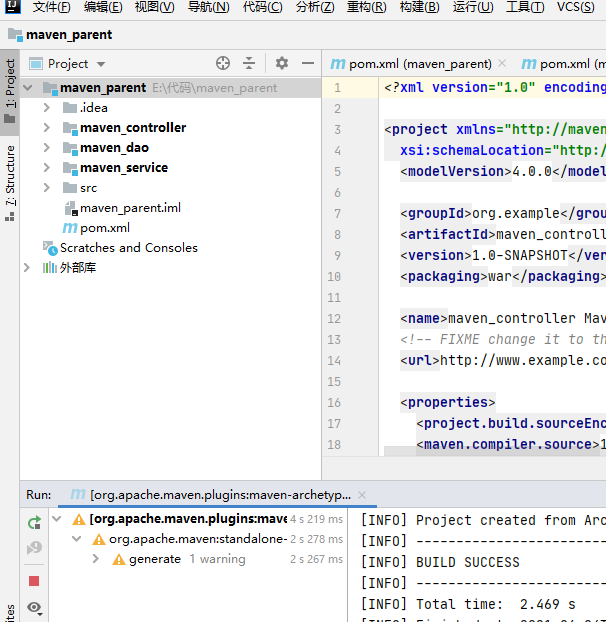 文件(F) 编辑(E) 视图(V) 导航(N) 代码(C) 分析(Z) 重构(R) 构建(B) 运行(U) 工具(T) VCS(S)
maven_parent
1: Project
7: Structure
Project
maven_parent E:\代码\maven_parent
.idea
maven_controller
maven_dao
maven_service
src
maven_parent.iml
pom.xml
Scratches and Consoles
外部库
pom.xml (maven_parent) pom.xml (m
1 <?xml version="1.0" encoding
2
3 <project xmlns="http://maven
4 xsi:schemaLocation="http:/
5 <modelVersion>4.0.0</model
6
7 <groupId>org.example</grou
8 <artifactId>maven_controll
9 <version>1.0-SNAPSHOT</ver
10 <packaging>war</packaging>
11
12 <name>maven_controller Mav
13 <!-- FIXME change it to th
14 <url>http://www.example.co
15
16 <properties>
17 <project.build.sourceEnc
18 <maven.compiler.source>1
Run: [org.apache.maven.plugins:maven-archetyp...
[org.apache.maven.plugins:mave 4 s 219 ms
org.apache.maven:standalone- 2 s 278 ms
generate 1 warning 2 s 267 ms
[INFO] Project created from Arc
[INFO] ------------------------
[INFO] BUILD SUCCESS
[INFO] ------------------------
[INFO] Total time: 2.469 s
[INFO]